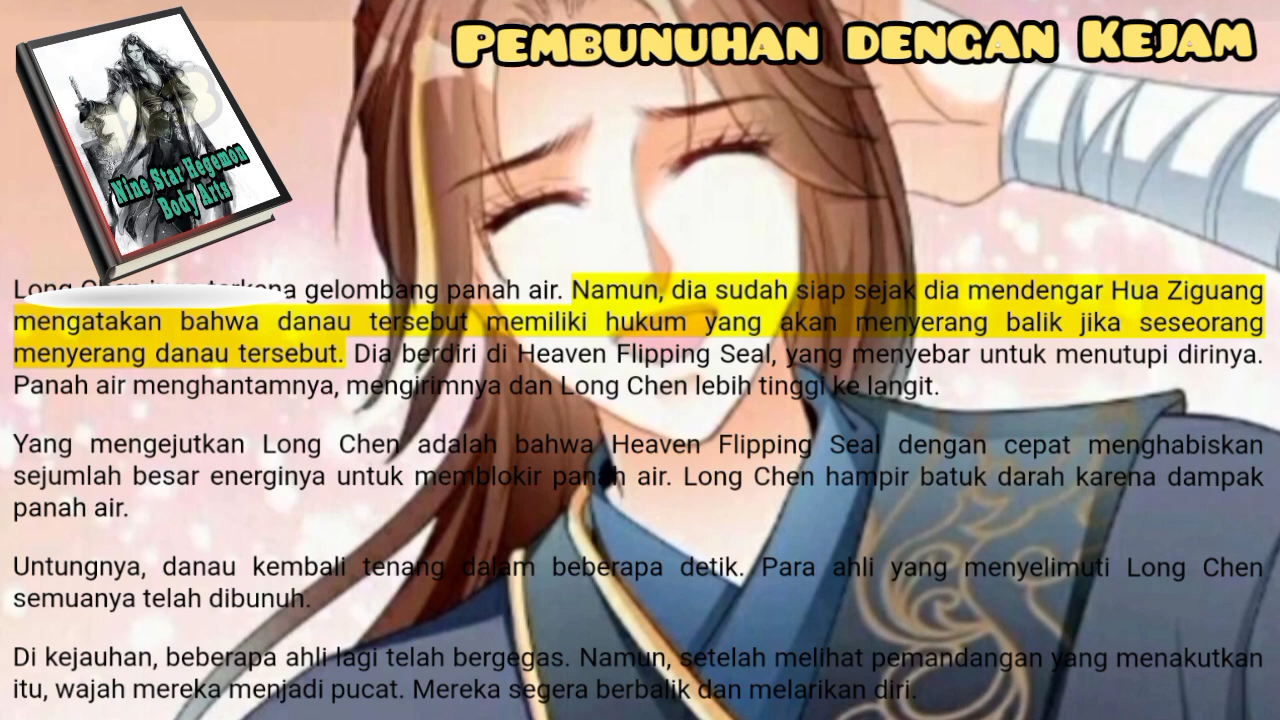 Pembunuhan dengan Kejam
Nine Star Hegemon
Body Arts
Long gelombang panah air. Namun, dia sudah siap sejak dia mendengar Hua Ziguang
mengatakan bahwa danau tersebut memiliki hukum yang akan menyerang balik jika seseorang
menyerang danau tersebut. Dia berdiri di Heaven Flipping Seal, yang menyebar untuk menutupi dirinya.
Panah air menghantamnya, mengirimnya dan Long Chen lebih tinggi ke langit.
Yang mengejutkan Long Chen adalah bahwa Heaven Flipping Seal dengan cepat menghabiskan
sejumlah besar energinya untuk memblokir panah air. Long Chen hampir batuk darah karena dampak
panah air.
Untungnya, danau kembali tenang dalam beberapa detik. Para ahli yang menyelimuti Long Chen
semuanya telah dibunuh.
Di kejauhan, beberapa ahli lagi telah bergegas. Namun, setelah melihat pemandangan yang menakutkan
itu, wajah mereka menjadi pucat. Mereka segera berbalik dan melarikan diri.